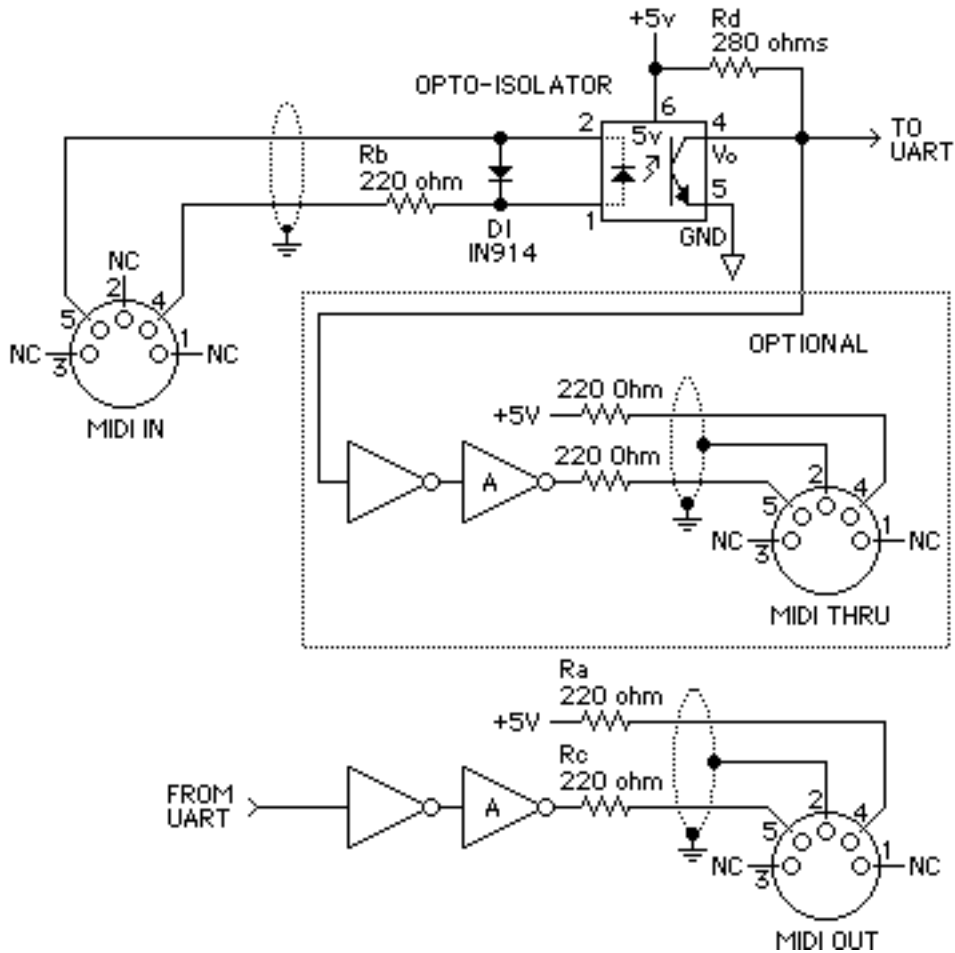 +5v
Rd
280 ohms
OPTO-ISOLATOR
6
2
5v
4
TO
UART
Rb
220 ohm
Vo
5
1
DI
IN914
GND
NC
2
5
4
NC
3
1
NC
MIDI IN
OPTIONAL
220 Ohm
+5V
220 Ohm
A
2
5
4
NC
3
1
NC
MIDI THRU
Ra
220 ohm
+5V
Rc
220 ohm
FROM
UART
A
2
5
4
NC
3
1
NC
MIDI OUT